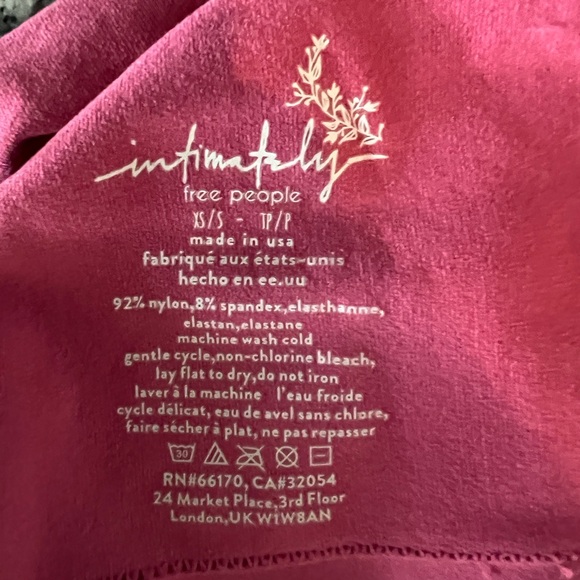 intimately
free people
XS/S - TP/P
made in usa
fabriqué aux états-unis
hecho en ee.uu
92% nylon,8% spandex,elasthanne,
elastan,elastane
machine wash cold
gentle cycle,non-chlorine bleach,
lay flat to dry,do not iron
laver à la machine l'eau froide
cycle délicat, eau de avel sans chlore,
faire sécher à plat, ne pas repasser
30
RN#66170, CA#32054
24 Market Place,3rd Floor
London,UK W1W8AN